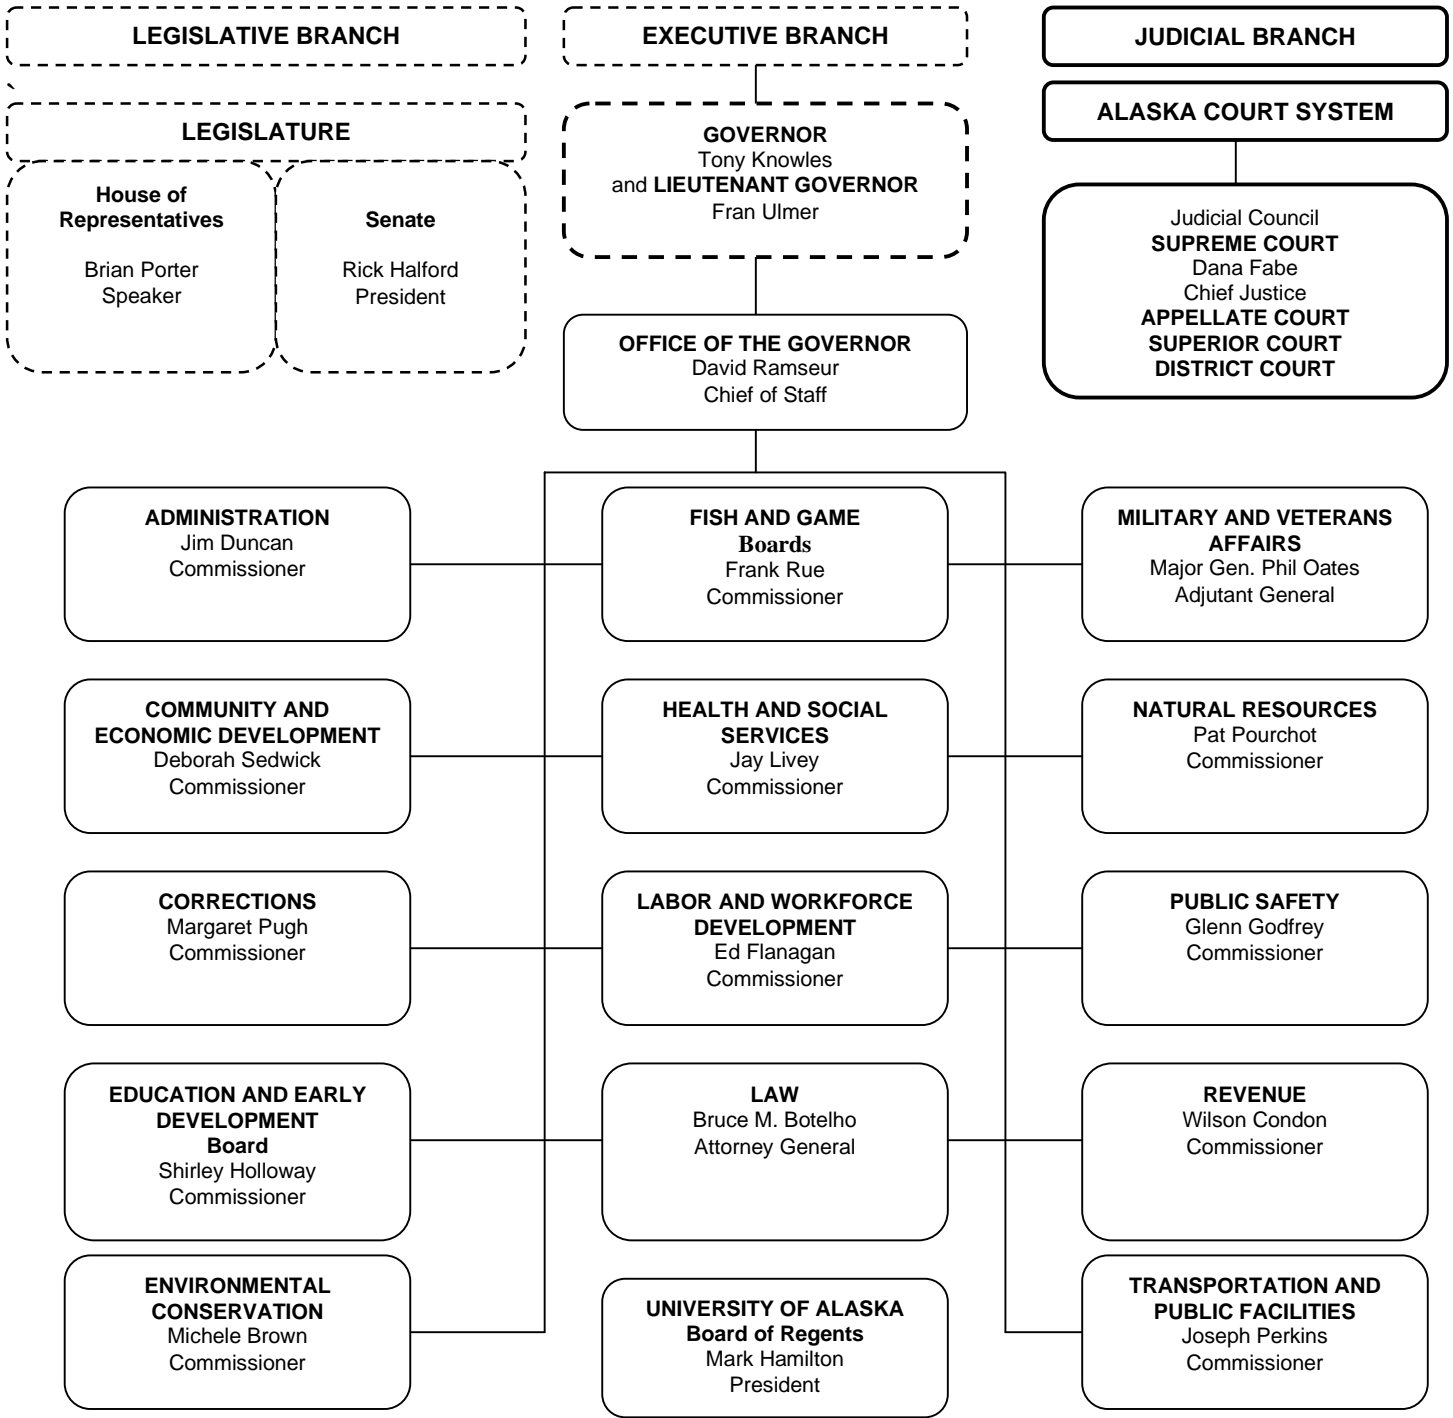 LEGISLATIVE BRANCH
LEGISLATURE
House of
Representatives
Brian Porter
Speaker
Senate
Rick Halford
President
EXECUTIVE BRANCH
GOVERNOR
Tony Knowles
and LIEUTENANT GOVERNOR
Fran Ulmer
OFFICE OF THE GOVERNOR
David Ramseur
Chief of Staff
JUDICIAL BRANCH
ALASKA COURT SYSTEM
Judicial Council
SUPREME COURT
Dana Fabe
Chief Justice
APPELLATE COURT
SUPERIOR COURT
DISTRICT COURT
ADMINISTRATION
Jim Duncan
Commissioner
FISH AND GAME
Boards
Frank Rue
Commissioner
MILITARY AND VETERANS
AFFAIRS
Major Gen. Phil Oates
Adjutant General
COMMUNITY AND
ECONOMIC DEVELOPMENT
Deborah Sedwick
Commissioner
HEALTH AND SOCIAL
SERVICES
Jay Livey
Commissioner
NATURAL RESOURCES
Pat Pourchot
Commissioner
CORRECTIONS
Margaret Pugh
Commissioner
LABOR AND WORKFORCE
DEVELOPMENT
Ed Flanagan
Commissioner
PUBLIC SAFETY
Glenn Godfrey
Commissioner
EDUCATION AND EARLY
DEVELOPMENT
Board
Shirley Holloway
Commissioner
LAW
Bruce M. Botelho
Attorney General
REVENUE
Wilson Condon
Commissioner
ENVIRONMENTAL
CONSERVATION
Michele Brown
Commissioner
UNIVERSITY OF ALASKA
Board of Regents
Mark Hamilton
President
TRANSPORTATION AND
PUBLIC FACILITIES
Joseph Perkins
Commissioner